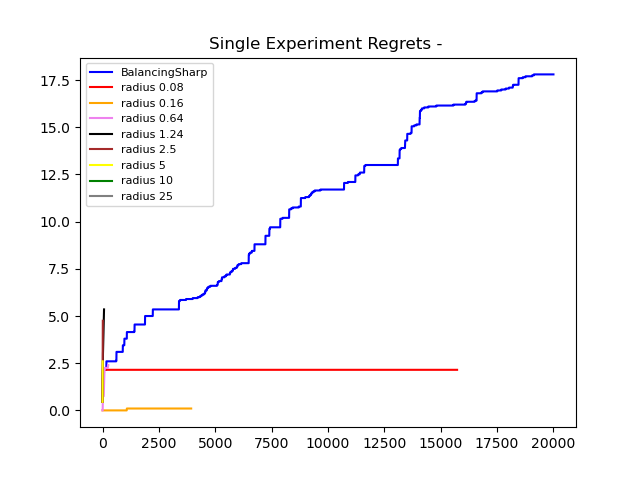 Single Experiment Regrets -
BalancingSharp
radius 0.08
radius 0.16
radius 0.64
radius 1.24
radius 2.5
radius 5
radius 10
radius 25
17.5
15.0
12.5
10.0
7.5
5.0
2.5
0.0
0 2500 5000 7500 10000 12500 15000 17500 20000